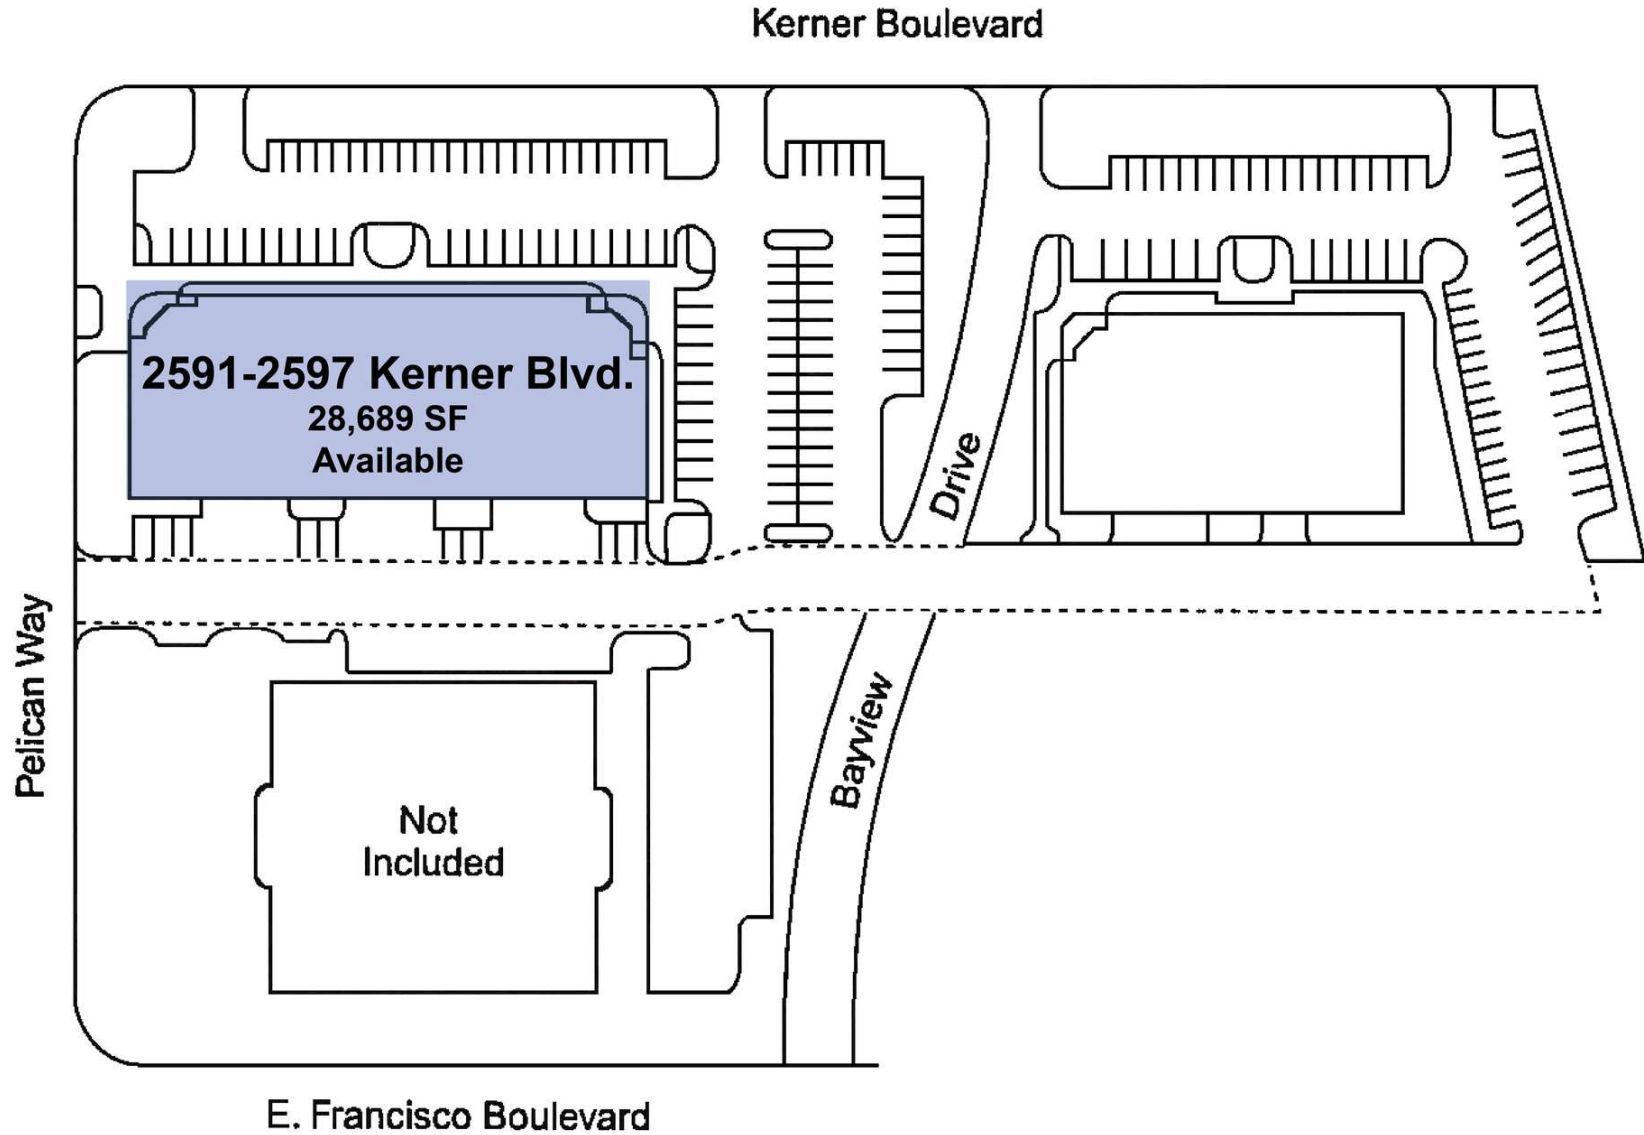 Kerner Boulevard
2591-2597 Kerner Blvd.
28,689 SF
Available
Drive
Pelican Way
Bayview
Not
Included
E. Francisco Boulevard